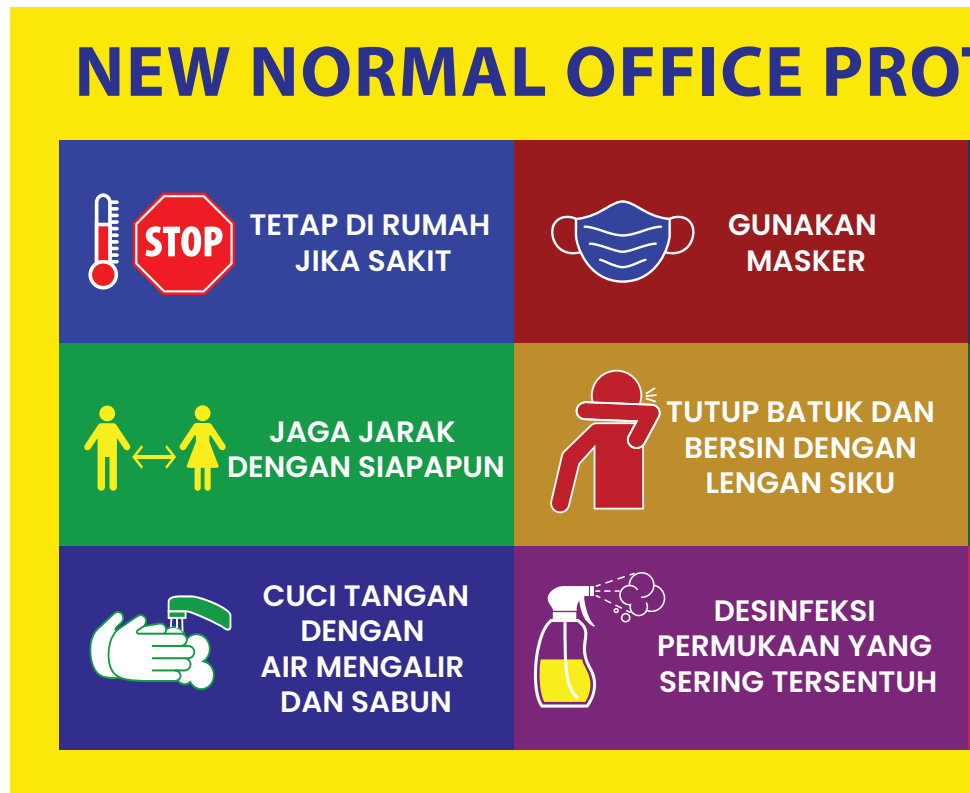 NEW NORMAL OFFICE PROT
STOP
TETAP DI RUMAH
JIKA SAKIT
GUNAKAN
MASKER
JAGA JARAK
DENGAN SIAPAPUN
TUTUP BATUK DAN
BERSIN DENGAN
LENGAN SIKU
CUCI TANGAN
DENGAN
AIR MENGALIR
DAN SABUN
DESINFEKSI
PERMUKAAN YANG
SERING TERSENTUH